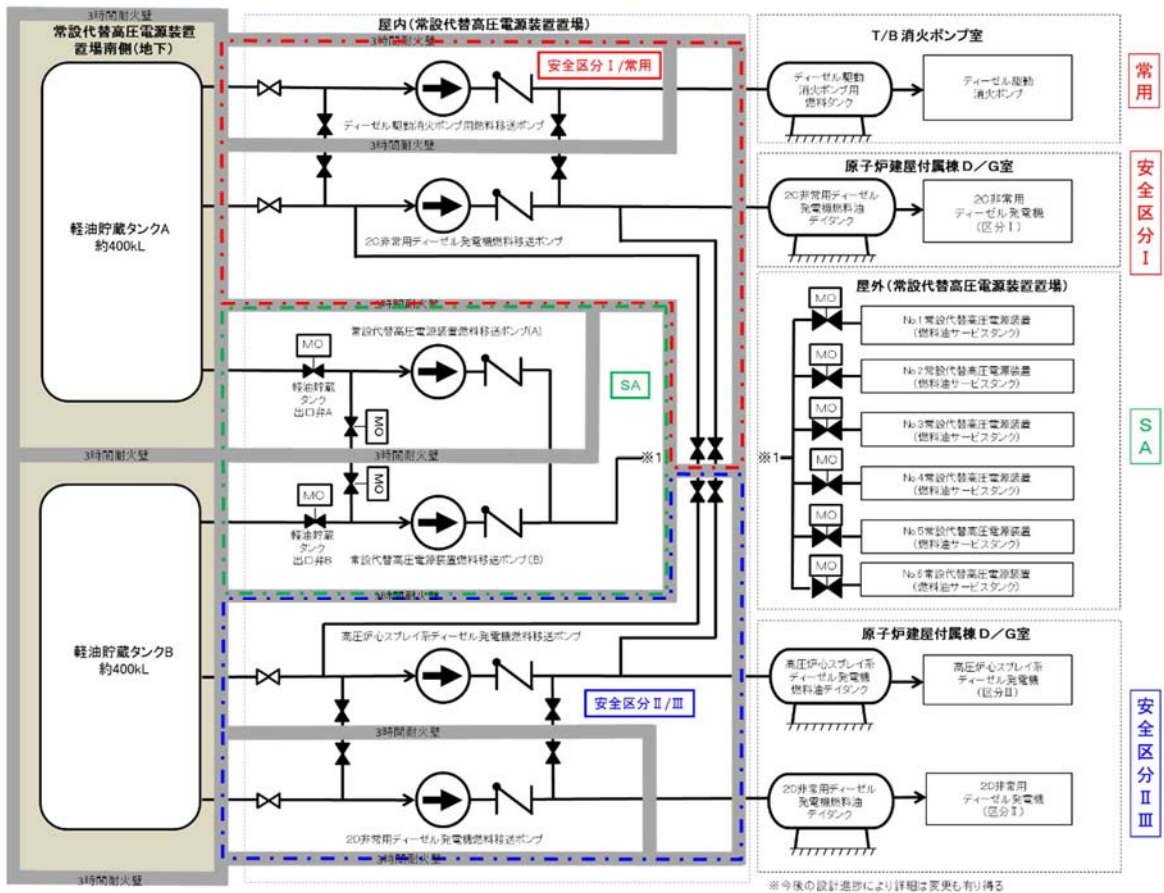 3時間耐火壁
常設代替高圧電源装置
置場南側(地下)
屋内(常設代替高圧電源装置置場)
3時間耐火壁
安全区分Ⅰ/常用
ディーゼル駆動消火ポンプ用燃料移送ポンプ
3時間耐火壁
2C非常用ディーゼル発電機燃料移送ポンプ
軽油貯蔵タンクA
約400kL
3時間耐火壁
常設代替高圧電源装置燃料移送ポンプ(A)
MO
軽油貯蔵
タンク
出口弁A
MO
SA
3時間耐火壁
※1
MO
MO
軽油貯蔵
タンク
出口弁B
常設代替高圧電源装置燃料移送ポンプ(B)
3時間耐火壁
高圧炉心スプレイ系ディーゼル発電機燃料移送ポンプ
軽油貯蔵タンクB
約400kL
安全区分Ⅱ/Ⅲ
3時間耐火壁
2D非常用ディーゼル発電機燃料移送ポンプ
3時間耐火壁
3時間耐火壁
T/B消火ポンプ室
ディーゼル駆動
消火ポンプ用
燃料タンク
ディーゼル駆動
消火ポンプ
常用
原子炉建屋付属棟D/G室
2C非常用ディーゼル
発電機燃料油
デイタンク
2C非常用
ディーゼル発電機
(区分Ⅰ)
安全区分Ⅰ
屋外(常設代替高圧電源装置置場)
MO
No.1常設代替高圧電源装置
(燃料油サービスタンク)
MO
No.2常設代替高圧電源装置
(燃料油サービスタンク)
MO
No.3常設代替高圧電源装置
(燃料油サービスタンク)
※1
MO
No.4常設代替高圧電源装置
(燃料油サービスタンク)
MO
No.5常設代替高圧電源装置
(燃料油サービスタンク)
MO
No.6常設代替高圧電源装置
(燃料油サービスタンク)
SA
原子炉建屋付属棟D/G室
高圧炉心スプレイ系
ディーゼル発電機
燃料油デイタンク
高圧炉心スプレイ系
ディーゼル発電機
(区分Ⅲ)
2D非常用ディーゼル
発電機燃料油
デイタンク
2D非常用
ディーゼル発電機
(区分Ⅱ)
安全区分ⅡⅢ
※今後の設計進捗により詳細は変更も有り得る